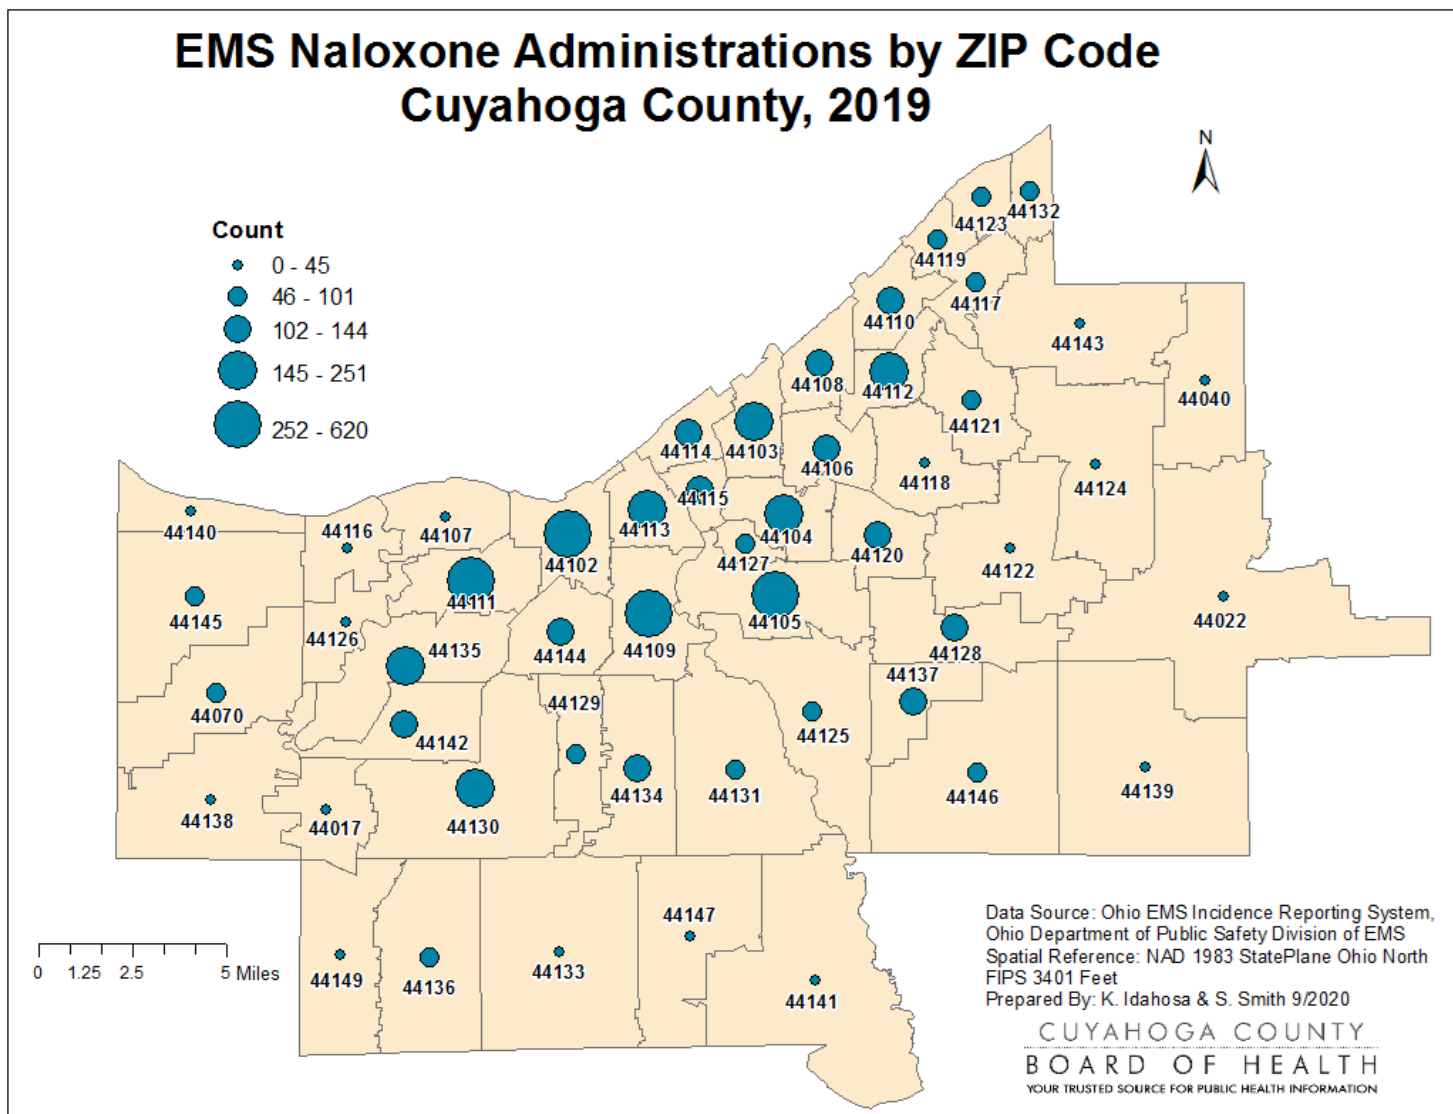 EMS Naloxone Administrations by ZIP Code
Cuyahoga County, 2019
N
Count
0 - 45
46 - 101
102 - 144
145 - 251
252 - 620
44132
44123
44119
44117
44110
44143
44108
44112
44040
44121
44114
44103
44106
44118
44124
44115
44140
44116
44107
44102
44113
44104
44120
44127
44122
44111
44105
44145
44022
44126
44135
44144
44109
44128
44137
44070
44129
44125
44142
44134
44131
44146
44139
44138
44017
44130
44147
44149
44136
44133
44141
0 1.25 2.5 5 Miles
Data Source: Ohio EMS Incidence Reporting System,
Ohio Department of Public Safety Division of EMS
Spatial Reference: NAD 1983 StatePlane Ohio North
FIPS 3401 Feet
Prepared By: K. Idahosa & S. Smith 9/2020
CUYAHOGA COUNTY
BOARD OF HEALTH
YOUR TRUSTED SOURCE FOR PUBLIC HEALTH INFORMATION